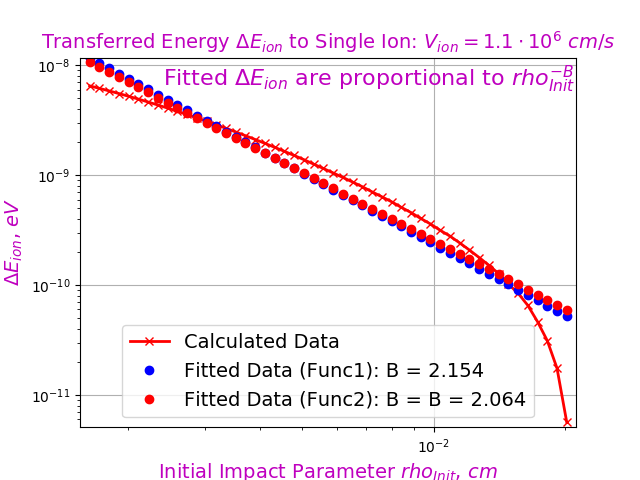 Transferred Energy ΔE_ion to Single Ion: V_ion = 1.1 · 10^6 cm/s
Fitted ΔE_ion are proportional to rho_Init^−B
ΔE_ion, eV
10^−8
10^−9
10^−10
10^−11
Calculated Data
Fitted Data (Func1): B = 2.154
Fitted Data (Func2): B = B = 2.064
10^−2
Initial Impact Parameter rho_Init, cm